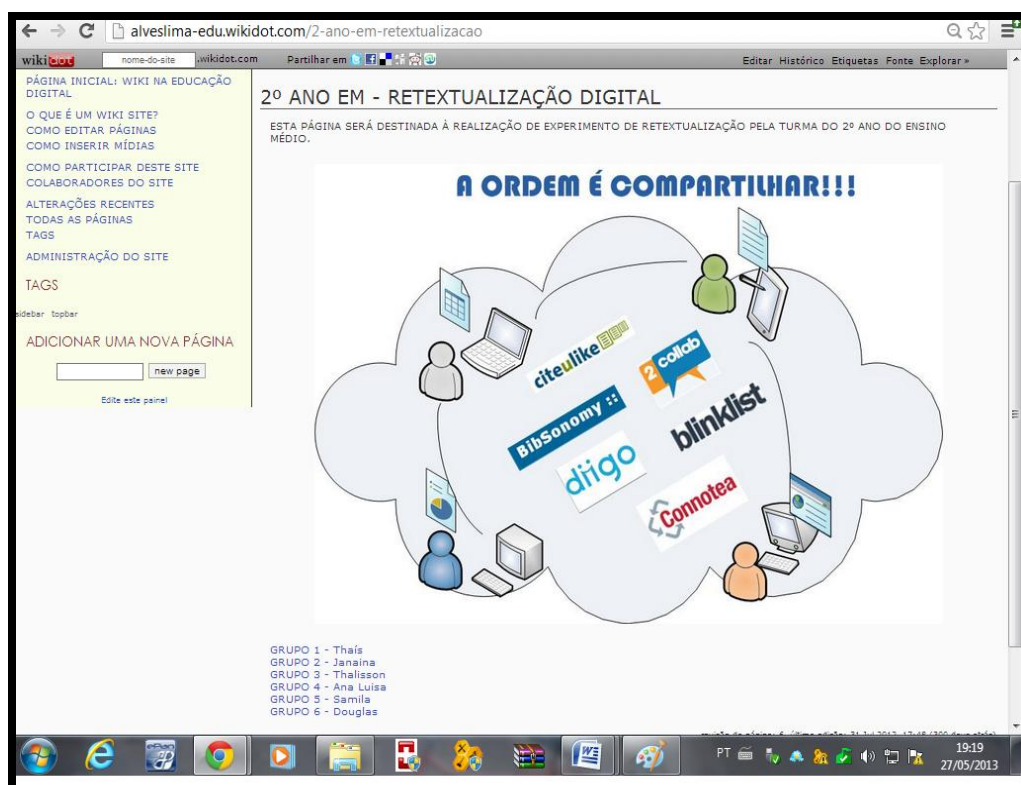 alveslima-edu.wikidot.com/2-ano-em-retextualizacao
wikidot nome-do-site .wikidot.com Partilhar em Editar Histórico Etiquetas Fonte Explorar »
PÁGINA INICIAL: WIKI NA EDUCAÇÃO
DIGITAL
O QUE É UM WIKI SITE?
COMO EDITAR PÁGINAS
COMO INSERIR MÍDIAS
COMO PARTICIPAR DESTE SITE
COLABORADORES DO SITE
ALTERAÇÕES RECENTES
TODAS AS PÁGINAS
TAGS
ADMINISTRAÇÃO DO SITE
TAGS
sidebar topbar
ADICIONAR UMA NOVA PÁGINA
new page
Edite este painel
2º ANO EM - RETEXTUALIZAÇÃO DIGITAL
ESTA PÁGINA SERÁ DESTINADA À REALIZAÇÃO DE EXPERIMENTO DE RETEXTUALIZAÇÃO PELA TURMA DO 2º ANO DO ENSINO
MÉDIO.
A ORDEM É COMPARTILHAR!!!
citeulike
2 collab
BibSonomy ::
blinklist
diigo
Connotea
GRUPO 1 - Thaís
GRUPO 2 - Janaina
GRUPO 3 - Thalisson
GRUPO 4 - Ana Luisa
GRUPO 5 - Samila
GRUPO 6 - Douglas
PT
19:19
27/05/2013